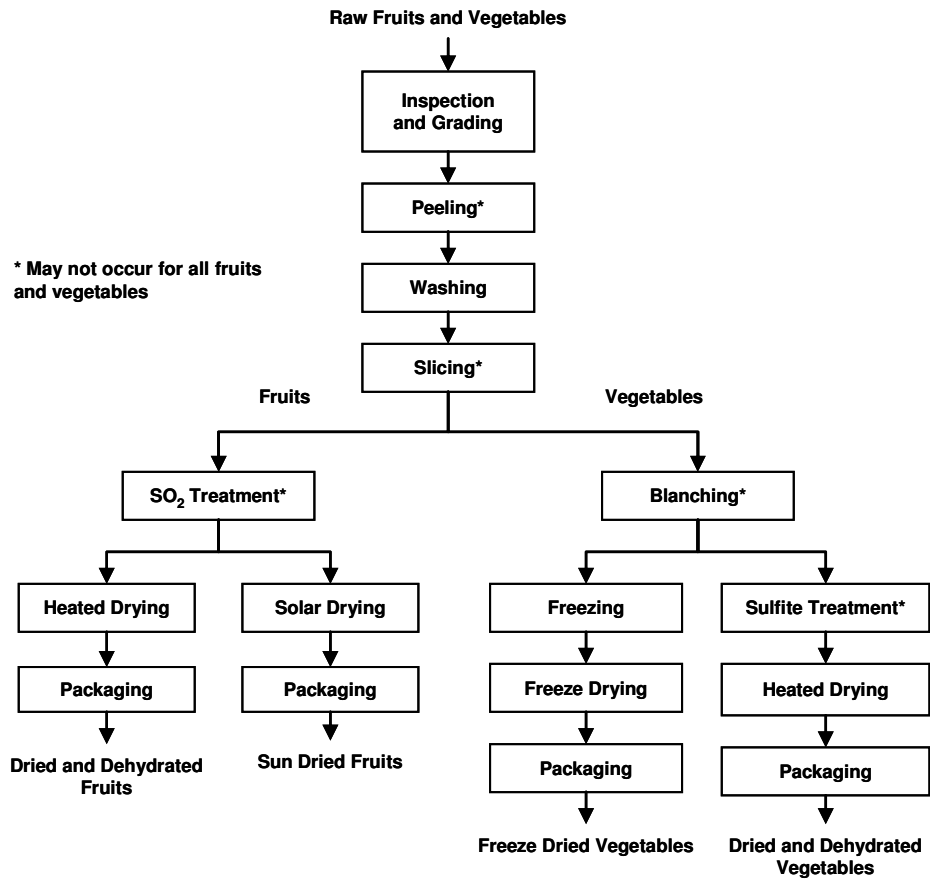 Raw Fruits and Vegetables
Inspection
and Grading
Peeling*
* May not occur for all fruits
and vegetables
Washing
Slicing*
Fruits
Vegetables
SO₂ Treatment*
Blanching*
Heated Drying
Solar Drying
Freezing
Sulfite Treatment*
Packaging
Packaging
Freeze Drying
Heated Drying
Dried and Dehydrated
Fruits
Sun Dried Fruits
Packaging
Packaging
Freeze Dried Vegetables
Dried and Dehydrated
Vegetables